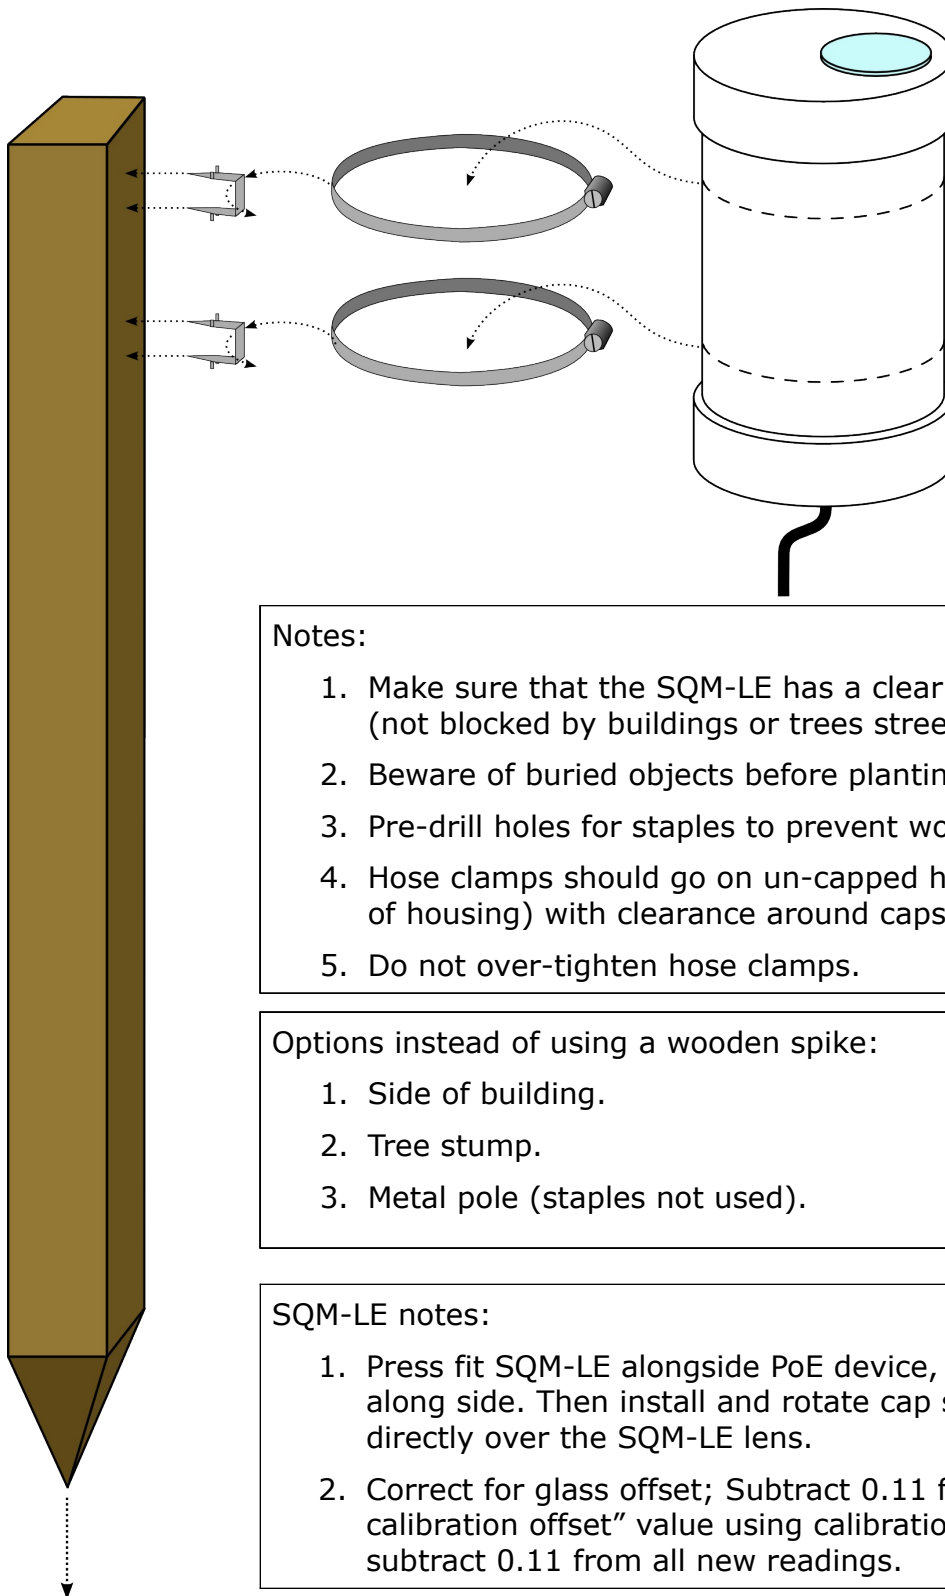 Notes:
1. Make sure that the SQM-LE has a clear
(not blocked by buildings or trees
2. Beware of buried objects before
3. Pre-drill holes for staples to prevent
4. Hose clamps should go on un-capped
of housing) with clearance around caps
5. Do not over-tighten hose clamps.
Options instead of using a wooden spike:
1. Side of building.
2. Tree stump.
3. Metal pole (staples not used).
SQM-LE notes:
1. Press fit SQM-LE alongside PoE device,
along side. Then install and rotate cap
directly over the SQM-LE lens.
2. Correct for glass offset; Subtract 0.11
calibration offset” value using
subtract 0.11 from all new readings.